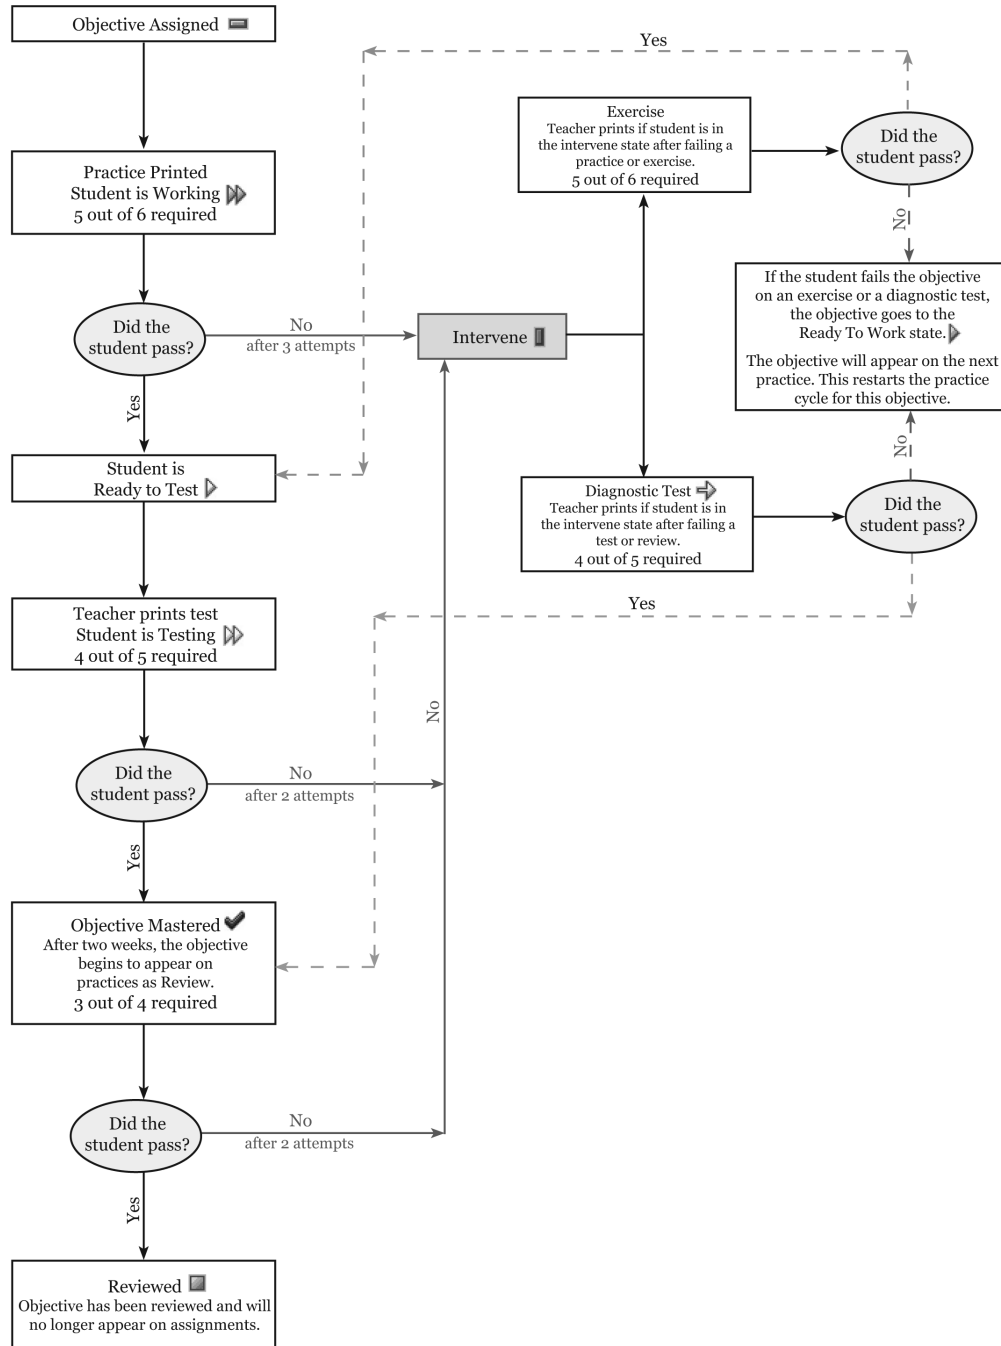 Objective Assigned
Practice Printed
Student is Working
5 out of 6 required
Did the
student pass?
No
after 3 attempts
Yes
Student is
Ready to Test
Teacher prints test
Student is Testing
4 out of 5 required
Did the
student pass?
No
after 2 attempts
Yes
Objective Mastered
After two weeks, the objective
begins to appear on
practices as Review.
3 out of 4 required
Did the
student pass?
No
after 2 attempts
Yes
Reviewed
Objective has been reviewed and will
no longer appear on assignments.
No
Intervene
Yes
Exercise
Teacher prints if student is in
the intervene state after failing a
practice or exercise.
5 out of 6 required
Did the
student pass?
No
If the student fails the objective
on an exercise or a diagnostic test,
the objective goes to the
Ready To Work state.
The objective will appear on the next
practice. This restarts the practice
cycle for this objective.
No
Diagnostic Test
Teacher prints if student is in
the intervene state after failing a
test or review.
4 out of 5 required
Did the
student pass?
Yes